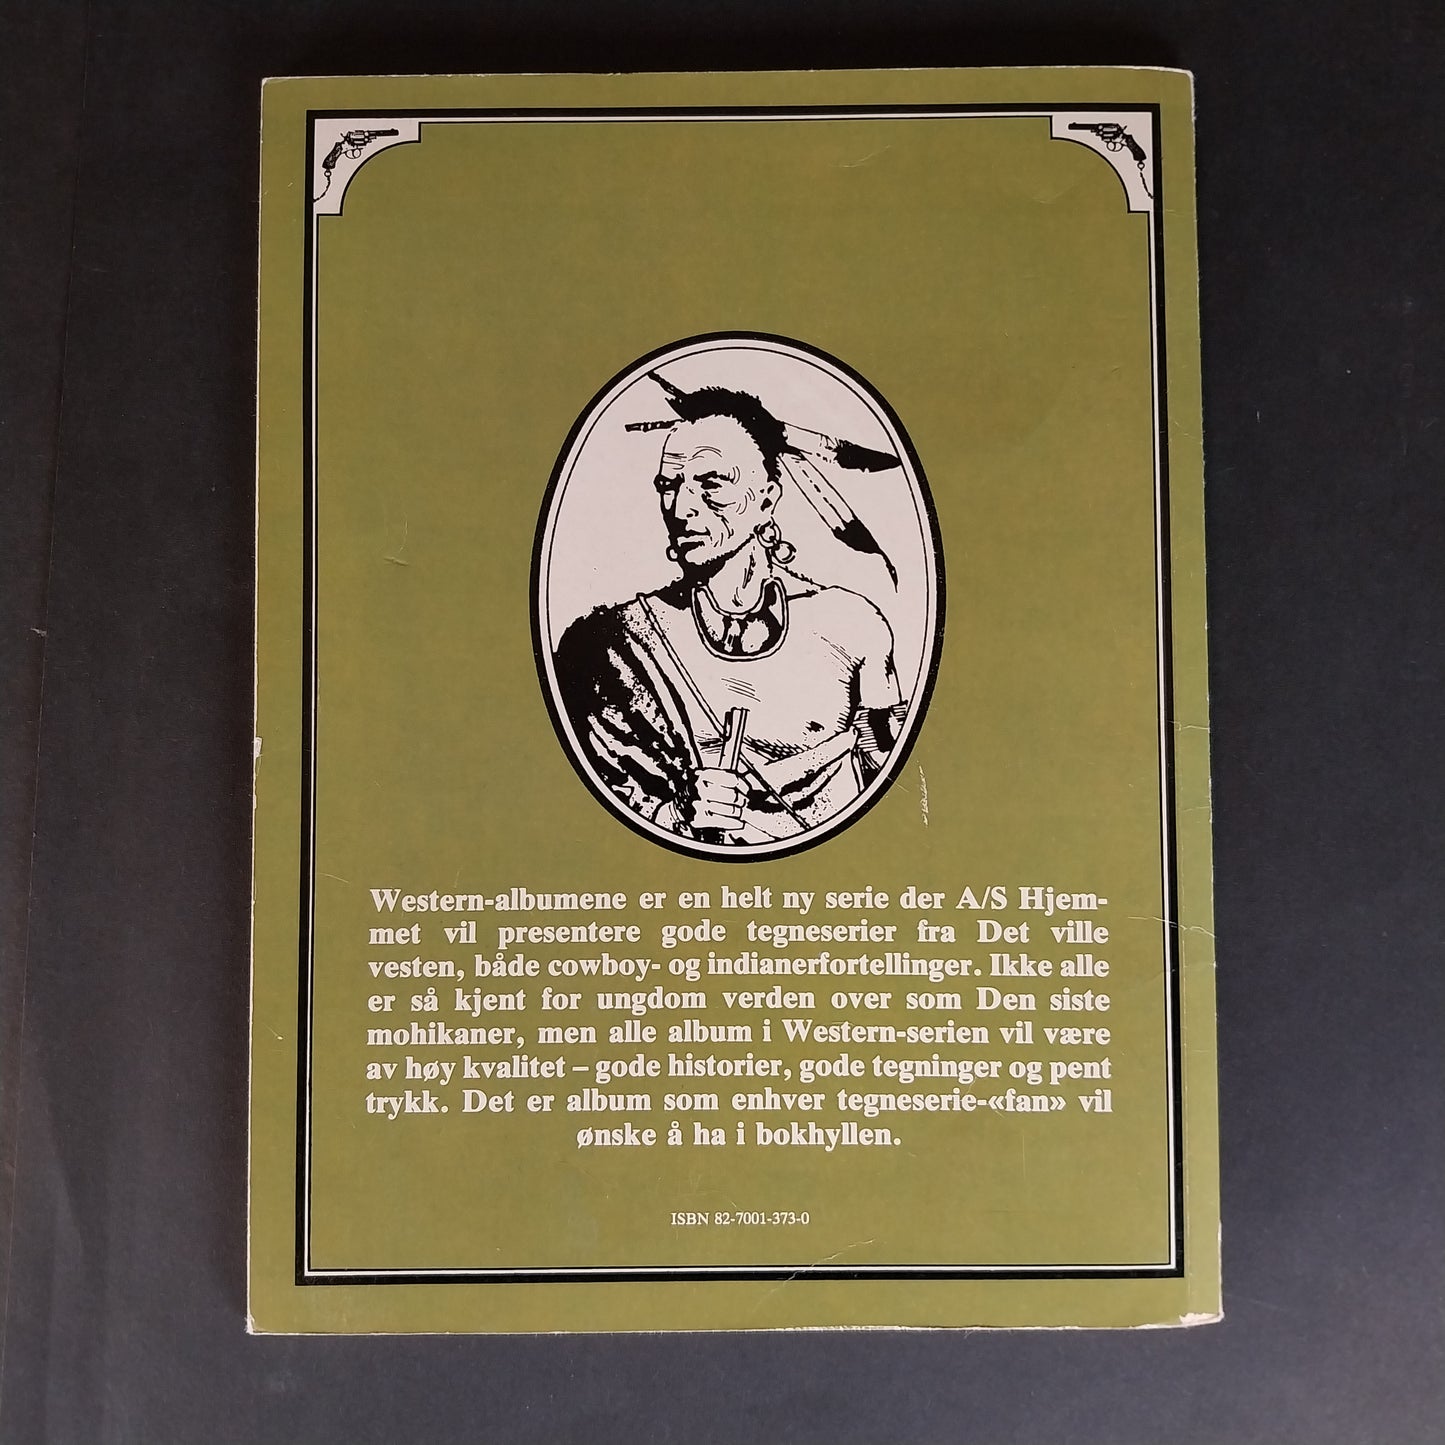 Western-albumene er en helt ny serie der A/S Hjem-
met vil presentere gode tegneserier fra Det ville
vesten, både cowboy- og indianerfortellinger. Ikke alle
er så kjent for ungdom verden over som Den siste
mohikaner, men alle album i Western-serien vil være
av høy kvalitet – gode historier, gode tegninger og pent
trykk. Det er album som enhver tegneserie-«fan» vil
ønske å ha i bokhyllen.
ISBN 82-7001-373-0